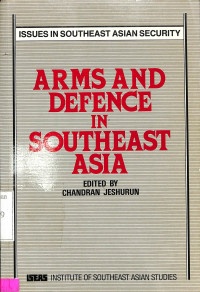 ISSUES IN SOUTHEAST ASIAN SECURITY
ARMS AND
DEFENCE
IN
SOUTHEAST
ASIA
EDITED BY
CHANDRAN JESHURUN
ISEAS INSTITUTE OF SOUTHEAST ASIAN STUDIES